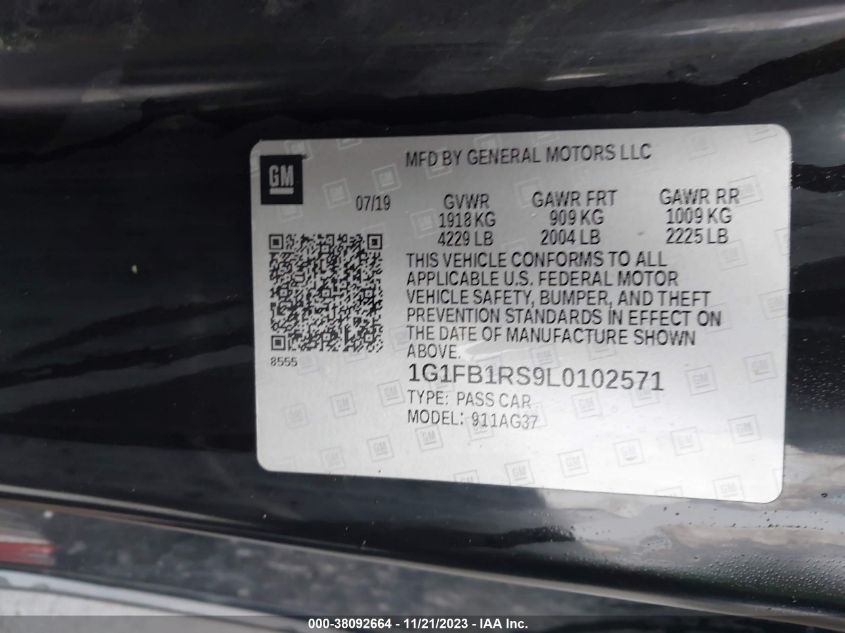 GM
MFD BY GENERAL MOTORS LLC
07/19 GVWR GAWR FRT GAWR RR
1918 KG 909 KG 1009 KG
4229 LB 2004 LB 2225 LB
THIS VEHICLE CONFORMS TO ALL
APPLICABLE U.S. FEDERAL MOTOR
VEHICLE SAFETY, BUMPER, AND THEFT
PREVENTION STANDARDS IN EFFECT ON
THE DATE OF MANUFACTURE SHOWN
ABOVE.
8555
1G1FB1RS9L0102571
TYPE: PASS CAR
MODEL: 911AG37
000-38092664 - 11/21/2023 - IAAI Inc.